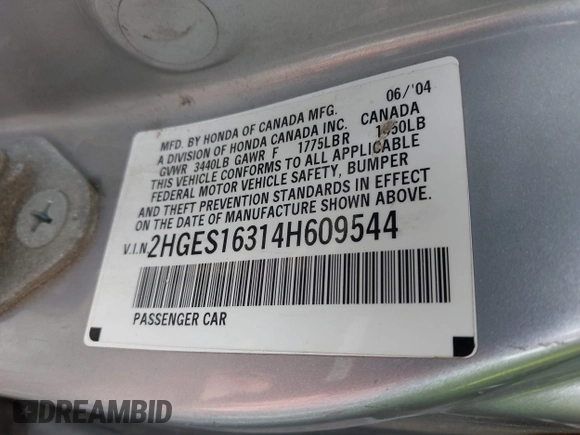 MFD. BY HONDA OF CANADA MFG. 06/'04
A DIVISION OF HONDA CANADA INC. CANADA
GVWR 3440LB GAWR F 1775LB R 1750LB
THIS VEHICLE CONFORMS TO ALL APPLICABLE
FEDERAL MOTOR VEHICLE SAFETY, BUMPER
AND THEFT PREVENTION STANDARDS IN EFFECT
ON THE DATE OF MANUFACTURE SHOWN ABOVE.
V.I.N. 2HGES16314H609544
PASSENGER CAR
DREAMBID